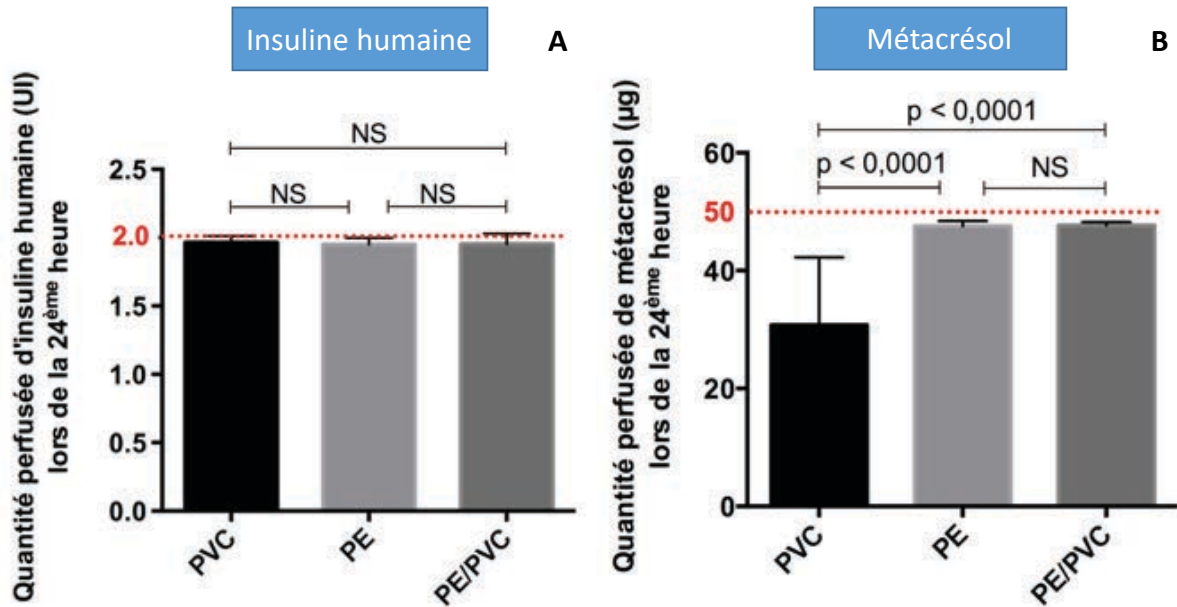 Insuline humaine
A
Quantité perfusée d'insuline humaine (UI)
lors de la 24ème heure
NS
NS
NS
2.5
2.0
1.5
1.0
0.5
0.0
PVC
PE
PE/PVC
Métacrésol
B
Quantité perfusée de métacrésol (µg)
lors de la 24ème heure
p < 0,0001
p < 0,0001
NS
60
50
40
20
0
PVC
PE
PE/PVC